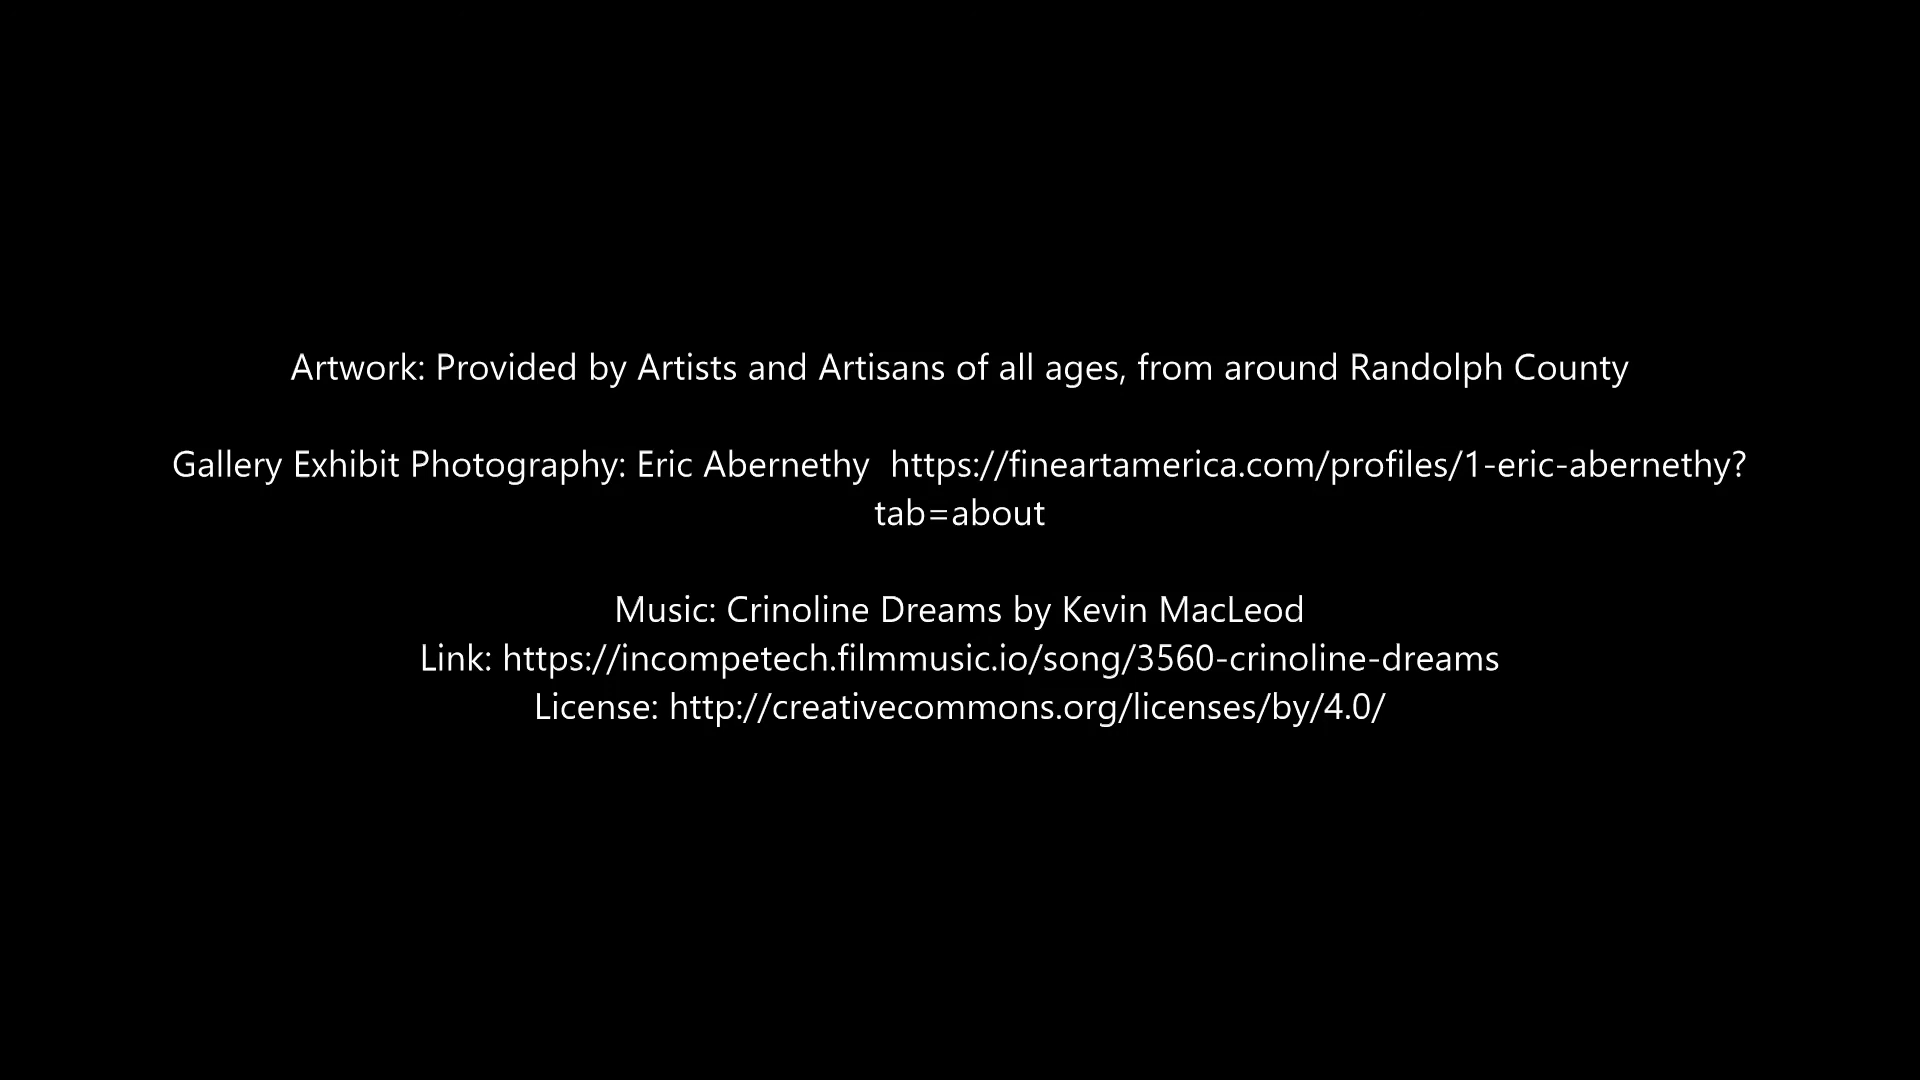 Artwork: Provided by Artists and Artisans of all ages, from around Randolph County
Gallery Exhibit Photography: Eric Abernethy  https://fineartamerica.com/profiles/1-eric-abernethy?
tab=about
Music: Crinoline Dreams by Kevin MacLeod
Link: https://incompetech.filmmusic.io/song/3560-crinoline-dreams
License: http://creativecommons.org/licenses/by/4.0/